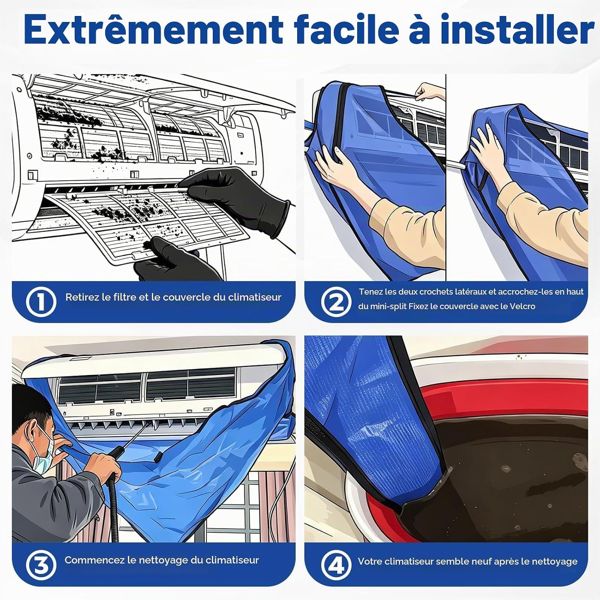 Extrêmement facile à installer
1 Retirez le filtre et le couvercle du climatiseur
2 Tenez les deux crochets latéraux et accrochez-les en haut
du mini-split Fixez le couvercle avec le Velcro
3 Commencez le nettoyage du climatiseur
4 Votre climatiseur semble neuf après le nettoyage